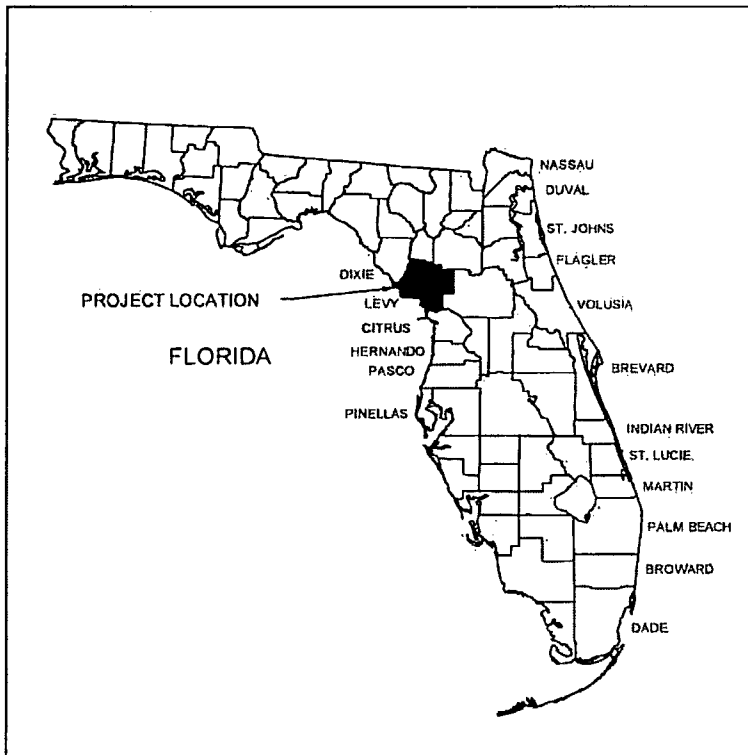 NASSAU
DUVAL
ST. JOHNS
FLAGLER
DIXIE
PROJECT LOCATION
LEVY
VOLUSIA
CITRUS
FLORIDA
HERNANDO
PASCO
BREVARD
PINELLAS
INDIAN RIVER
ST. LUCIE.
MARTIN
PALM BEACH
BROWARD
DADE